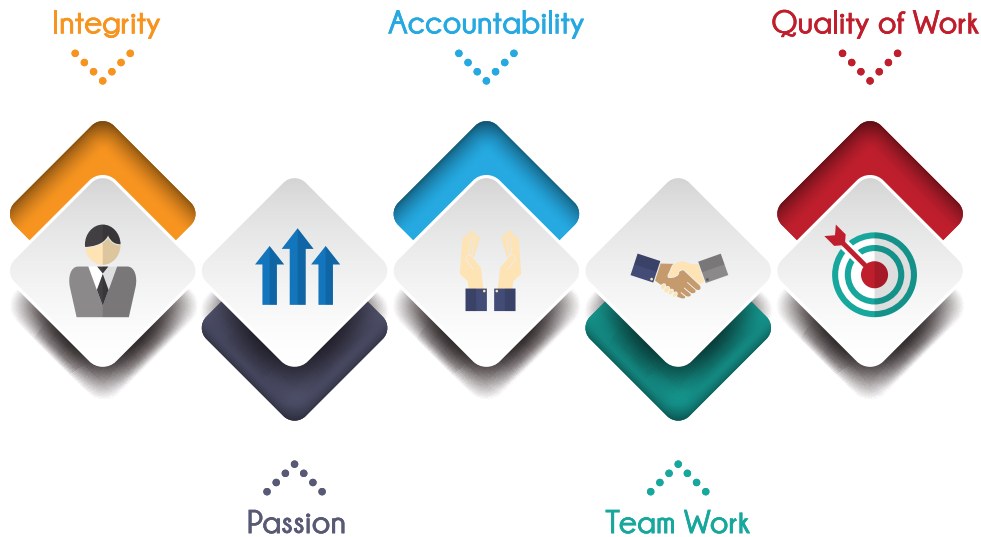 Integrity
Accountability
Quality of Work
Passion
Team Work